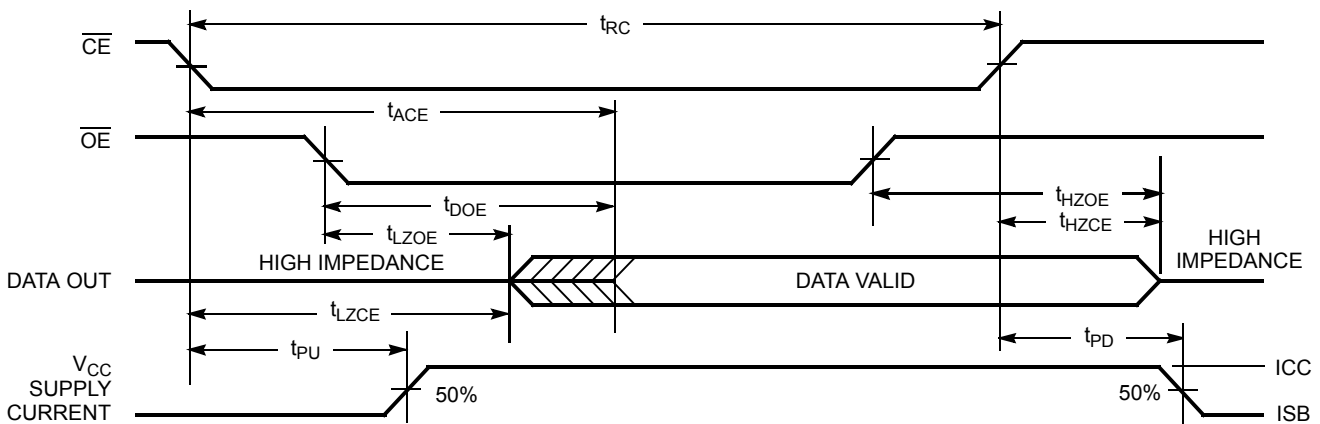 tRC
CE
tACE
OE
tHZOE
tDOE
tHZCE
tLZOE
HIGH
IMPEDANCE
HIGH IMPEDANCE
DATA OUT
DATA VALID
tLZCE
tPU
tPD
VCC
SUPPLY
CURRENT
50%
50%
ICC
ISB